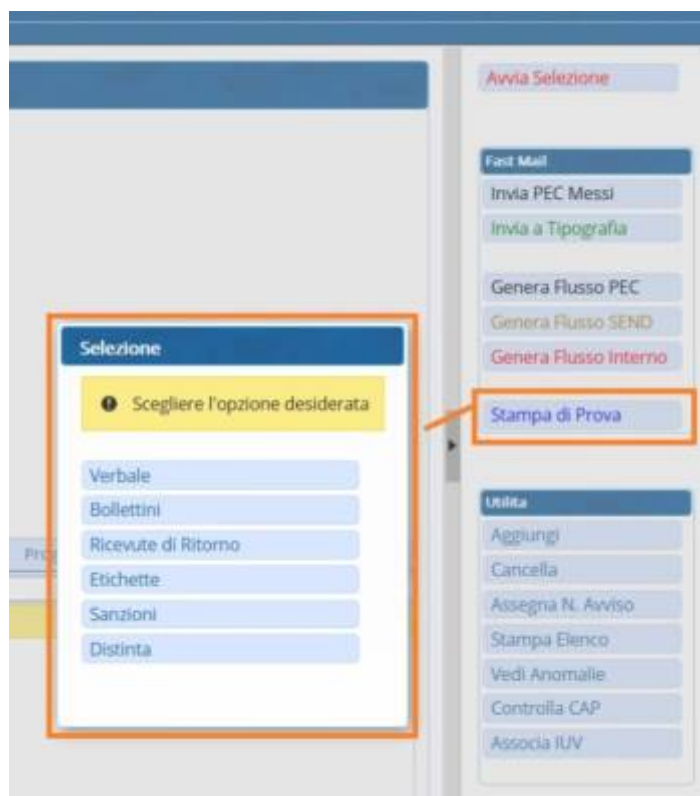 Avvia Selezione
Fast Mail
Invia PEC Messi
Invia a Tipografia
Genera Flusso PEC
Genera Flusso SEND
Genera Flusso Interno
Stampa di Prova
Selezione
Scegliere l'opzione desiderata
Verbale
Bollettini
Ricevute di Ritorno
Etichette
Sanzioni
Distinta
Utilita
Aggiungi
Cancella
Assegna N. Avviso
Stampa Elenco
Vedi Anomalie
Controlla CAP
Associa IUV